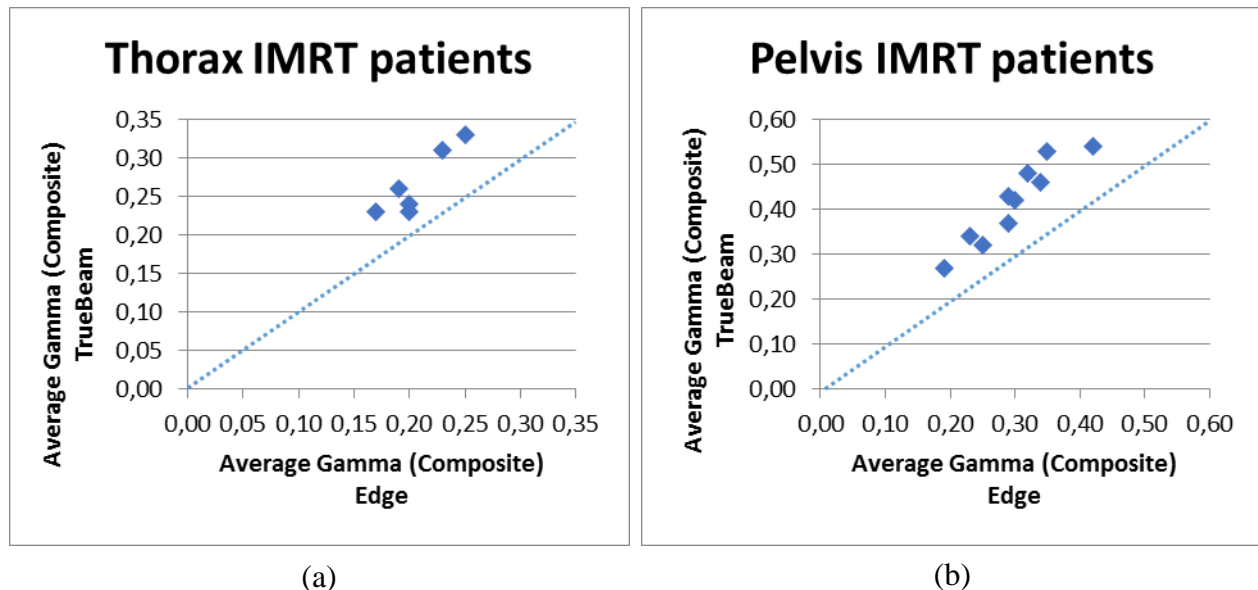 Thorax IMRT patients
Average Gamma (Composite)
TrueBeam
0,35
0,30
0,25
0,20
0,15
0,10
0,05
0,00
0,00 0,05 0,10 0,15 0,20 0,25 0,30 0,35
Average Gamma (Composite)
Edge
(a)
Pelvis IMRT patients
Average Gamma (Composite)
TrueBeam
0,60
0,50
0,40
0,30
0,20
0,10
0,00
0,00 0,10 0,20 0,30 0,40 0,50 0,60
Average Gamma (Composite)
Edge
(b)